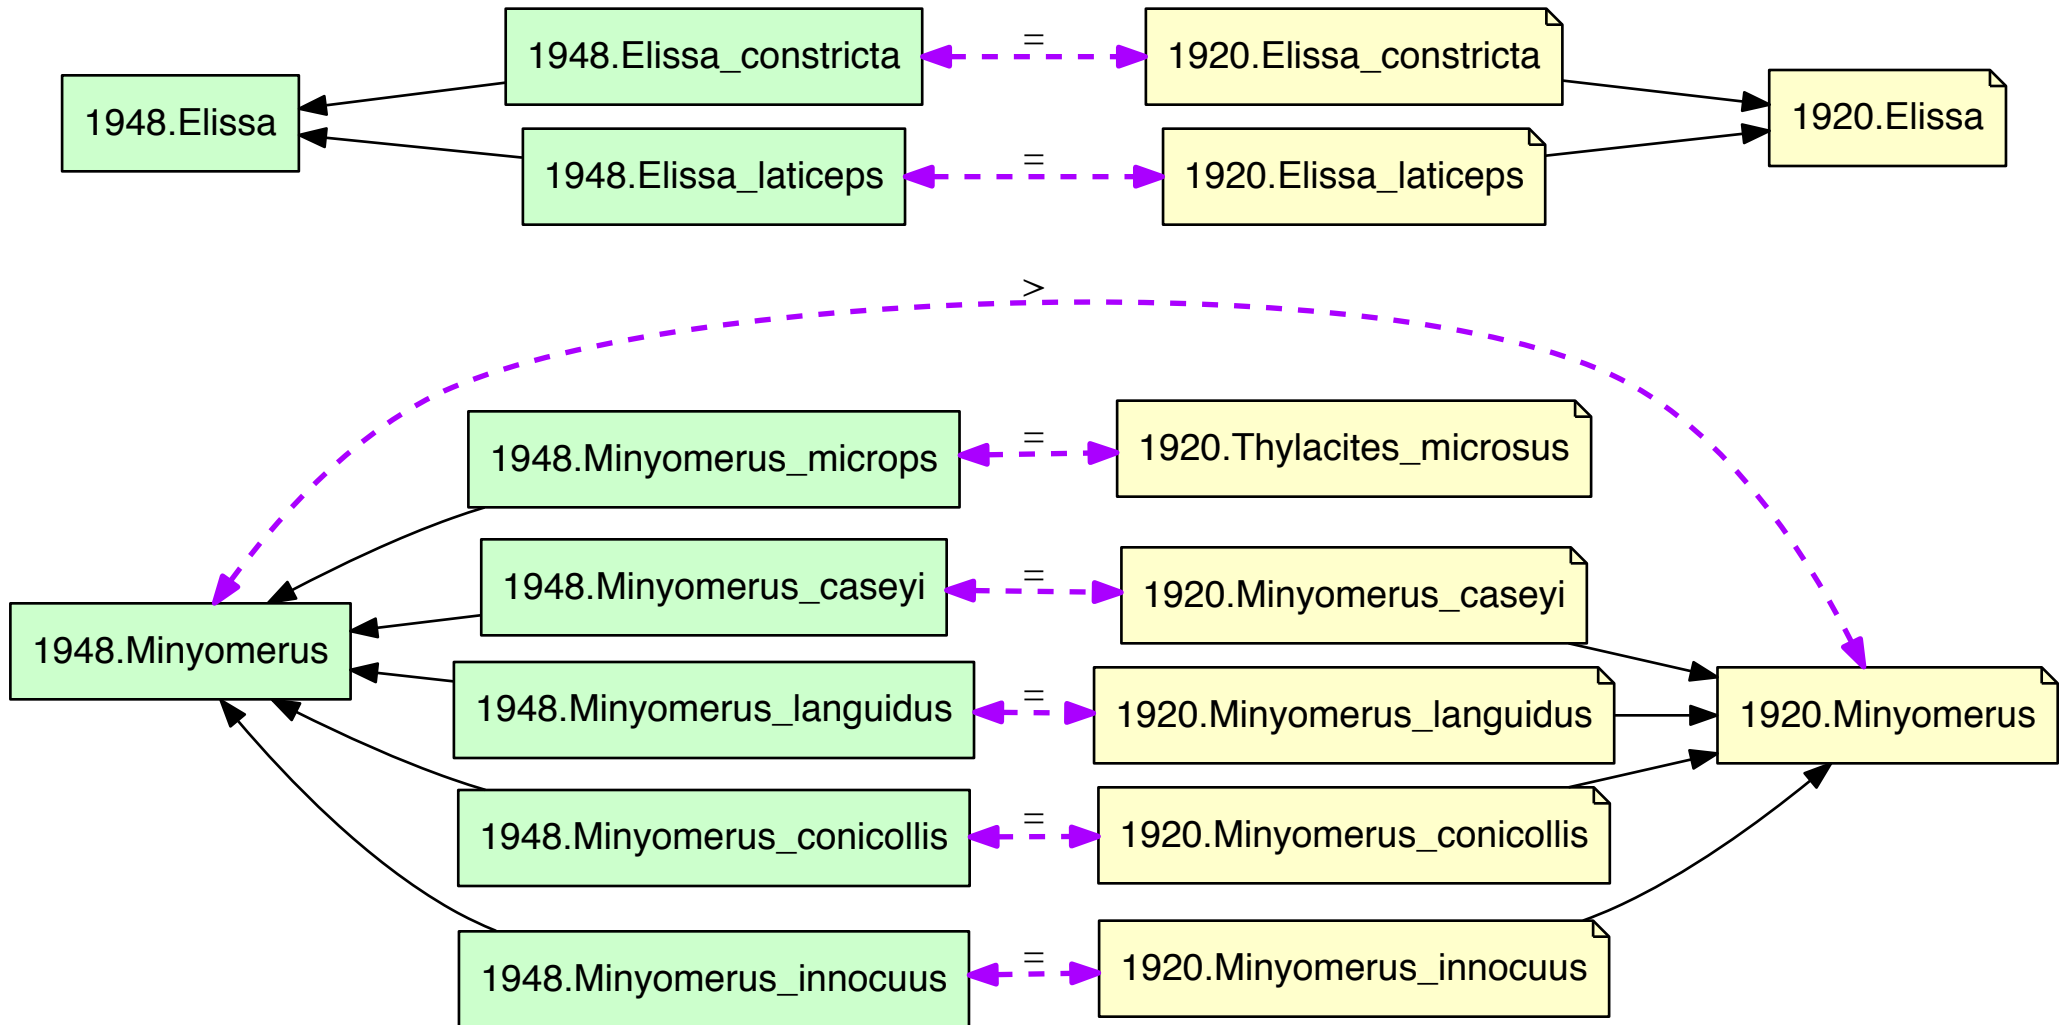 1948.Elissa_constricta
=
1920.Elissa_constricta
1948.Elissa
1920.Elissa
1948.Elissa_laticeps
=
1920.Elissa_laticeps
>
1948.Minyomerus_microps
=
1920.Thylacites_microsus
1948.Minyomerus_caseyi
=
1920.Minyomerus_caseyi
1948.Minyomerus
1948.Minyomerus_languidus
=
1920.Minyomerus_languidus
1920.Minyomerus
1948.Minyomerus_conicollis
=
1920.Minyomerus_conicollis
1948.Minyomerus_innocuus
=
1920.Minyomerus_innocuus